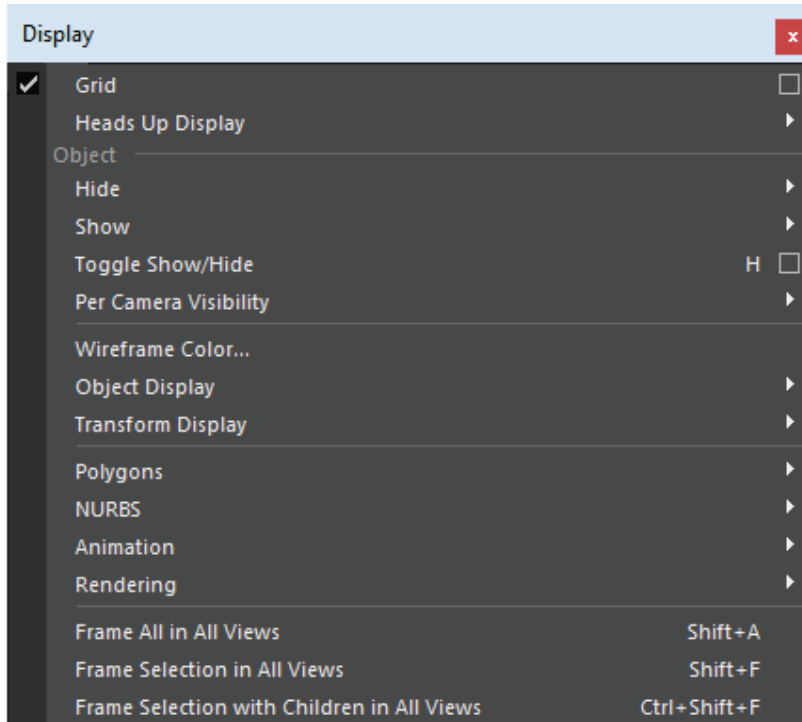 Display
x
Grid
Heads Up Display
Object
Hide
Show
Toggle Show/Hide H
Per Camera Visibility
Wireframe Color...
Object Display
Transform Display
Polygons
NURBS
Animation
Rendering
Frame All in All Views Shift+A
Frame Selection in All Views Shift+F
Frame Selection with Children in All Views Ctrl+Shift+F